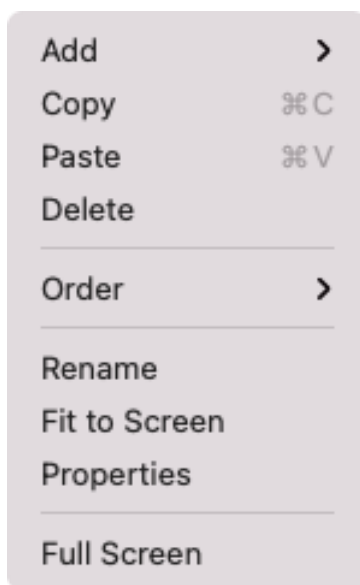 Add
Copy ⌘C
Paste ⌘V
Delete
Order
Rename
Fit to Screen
Properties
Full Screen